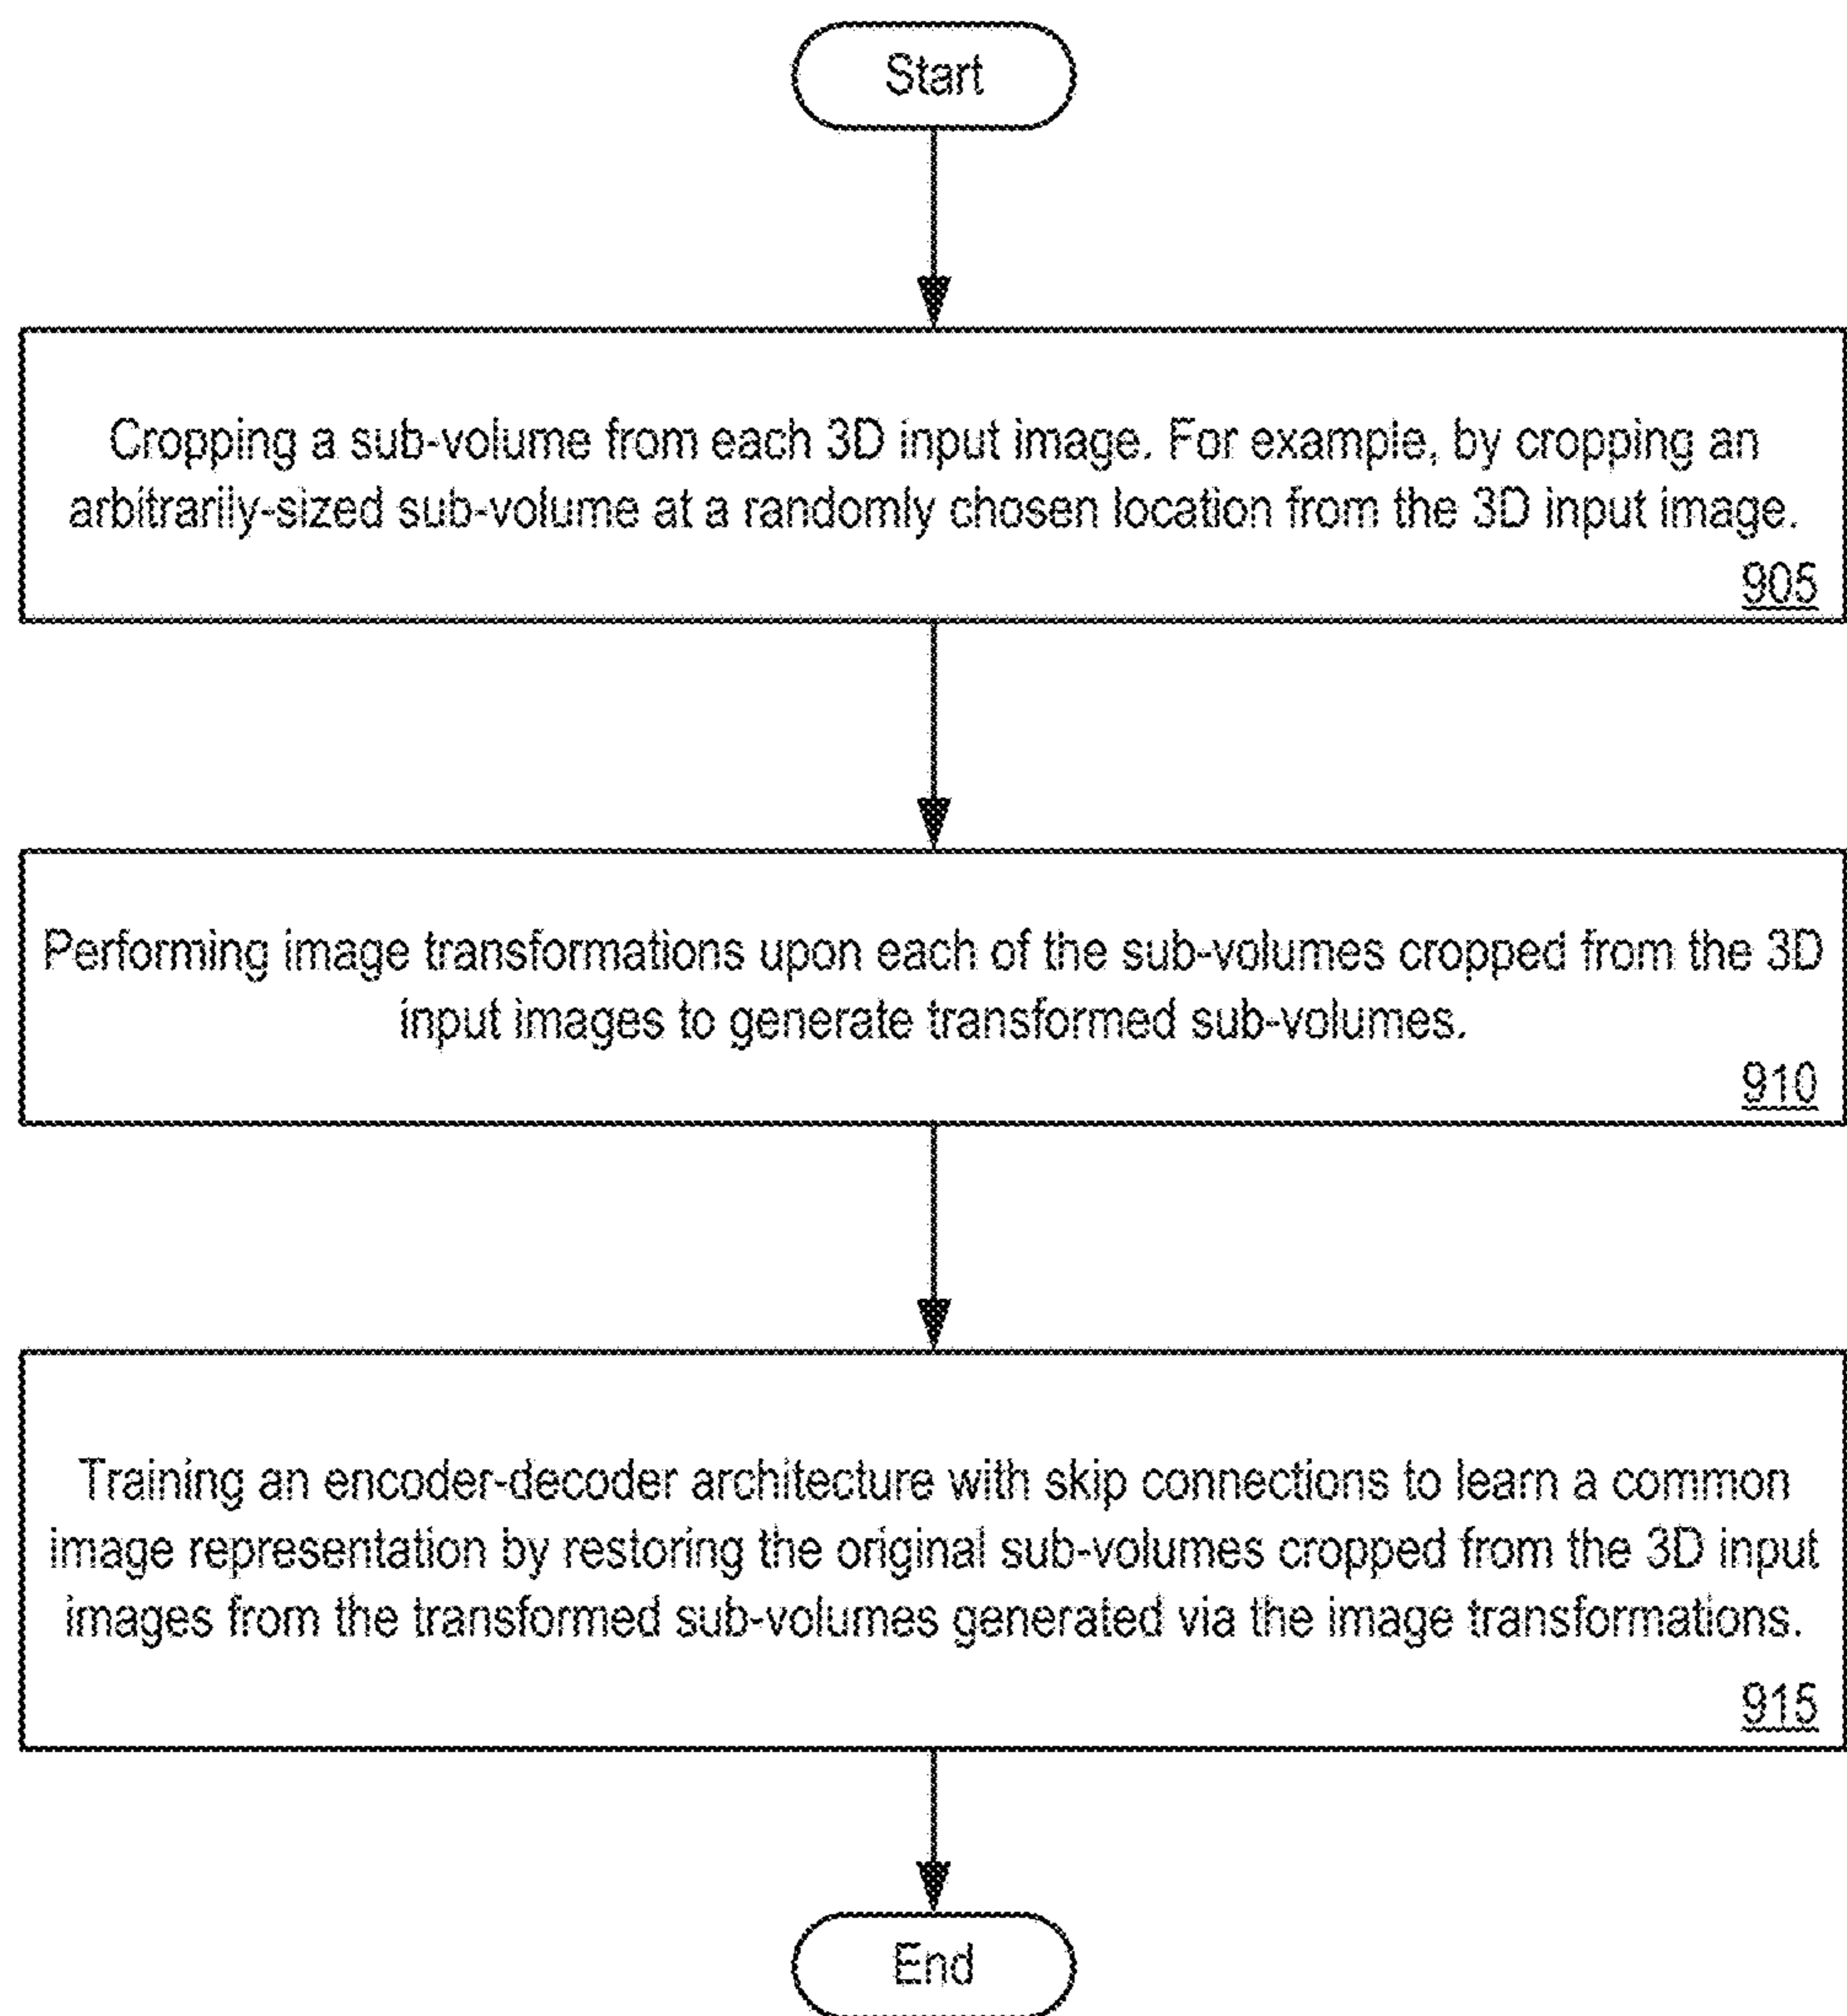 Start
Cropping a sub-volume from each 3D input image. For example, by cropping an
arbitrarily-sized sub-volume at a randomly chosen location from the 3D input image.
905
Performing image transformations upon each of the sub-volumes cropped from the 3D
input images to generate transformed sub-volumes.
910
Training an encoder-decoder architecture with skip connections to learn a common
image representation by restoring the original sub-volumes cropped from the 3D input
images from the transformed sub-volumes generated via the image transformations.
915
End